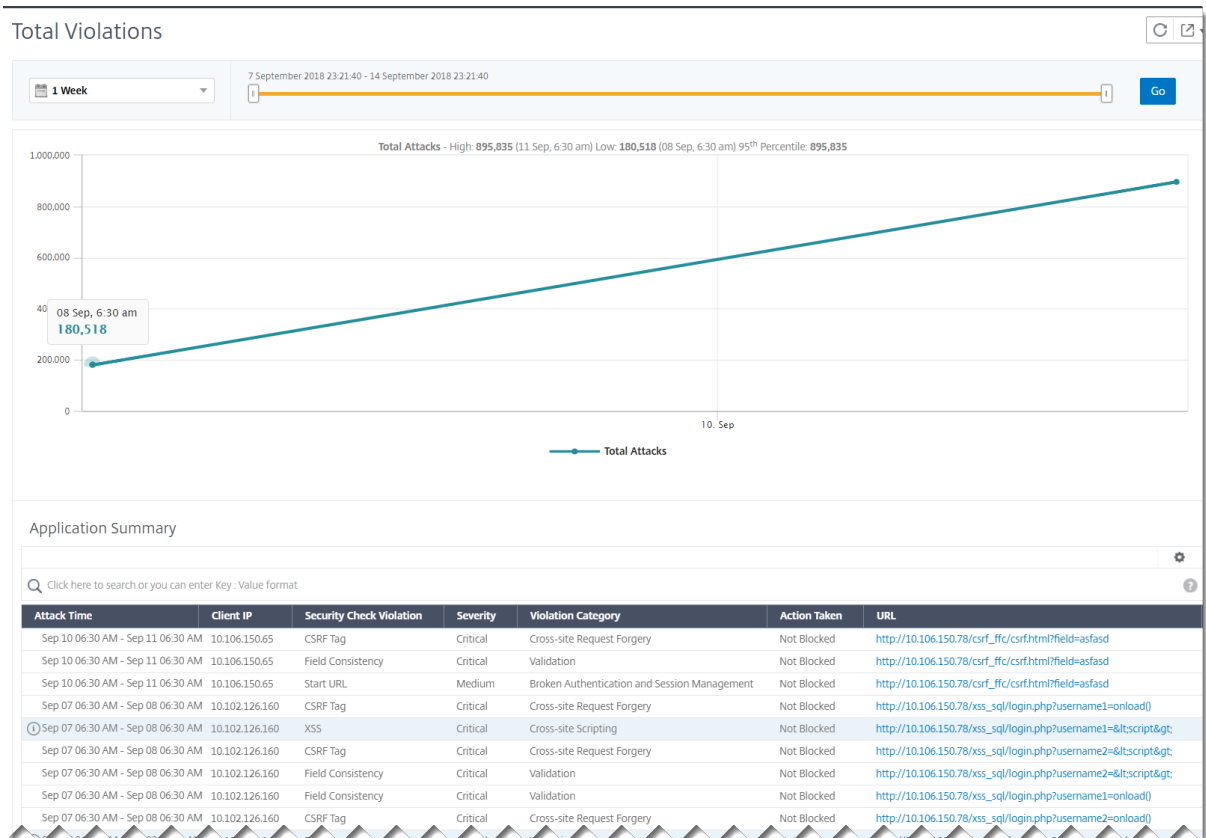 Total Violations
1 Week
7 September 2018 23:21:40 - 14 September 2018 23:21:40
Go
Total Attacks - High: 895,835 (11 Sep, 6:30 am) Low: 180,518 (08 Sep, 6:30 am) 95th Percentile: 895,835
1,000,000
800,000
600,000
40
08 Sep, 6:30 am
180,518
200,000
0
10. Sep
Total Attacks
Application Summary
Click here to search or you can enter Key : Value format
Attack Time Client IP Security Check Violation Severity Violation Category Action Taken URL
Sep 10 06:30 AM - Sep 11 06:30 AM 10.106.150.65 CSRF Tag Critical Cross-site Request Forgery Not Blocked http://10.106.150.78/csrf_ffc/csrf.html?field=asfasd
Sep 10 06:30 AM - Sep 11 06:30 AM 10.106.150.65 Field Consistency Critical Validation Not Blocked http://10.106.150.78/csrf_ffc/csrf.html?field=asfasd
Sep 10 06:30 AM - Sep 11 06:30 AM 10.106.150.65 Start URL Medium Broken Authentication and Session Management Not Blocked http://10.106.150.78/csrf_ffc/csrf.html?field=asfasd
Sep 07 06:30 AM - Sep 08 06:30 AM 10.102.126.160 CSRF Tag Critical Cross-site Request Forgery Not Blocked http://10.106.150.78/xss_sql/login.php?username1=onload()
Sep 07 06:30 AM - Sep 08 06:30 AM 10.102.126.160 XSS Critical Cross-site Scripting Not Blocked http://10.106.150.78/xss_sql/login.php?username1=&lt;script&gt;
Sep 07 06:30 AM - Sep 08 06:30 AM 10.102.126.160 CSRF Tag Critical Cross-site Request Forgery Not Blocked http://10.106.150.78/xss_sql/login.php?username2=&lt;script&gt;
Sep 07 06:30 AM - Sep 08 06:30 AM 10.102.126.160 Field Consistency Critical Validation Not Blocked http://10.106.150.78/xss_sql/login.php?username2=&lt;script&gt;
Sep 07 06:30 AM - Sep 08 06:30 AM 10.102.126.160 Field Consistency Critical Validation Not Blocked http://10.106.150.78/xss_sql/login.php?username1=onload()
Sep 07 06:30 AM - Sep 08 06:30 AM 10.102.126.160 CSRF Tag Critical Cross-site Request Forgery Not Blocked http://10.106.150.78/xss_sql/login.php?username2=onload()